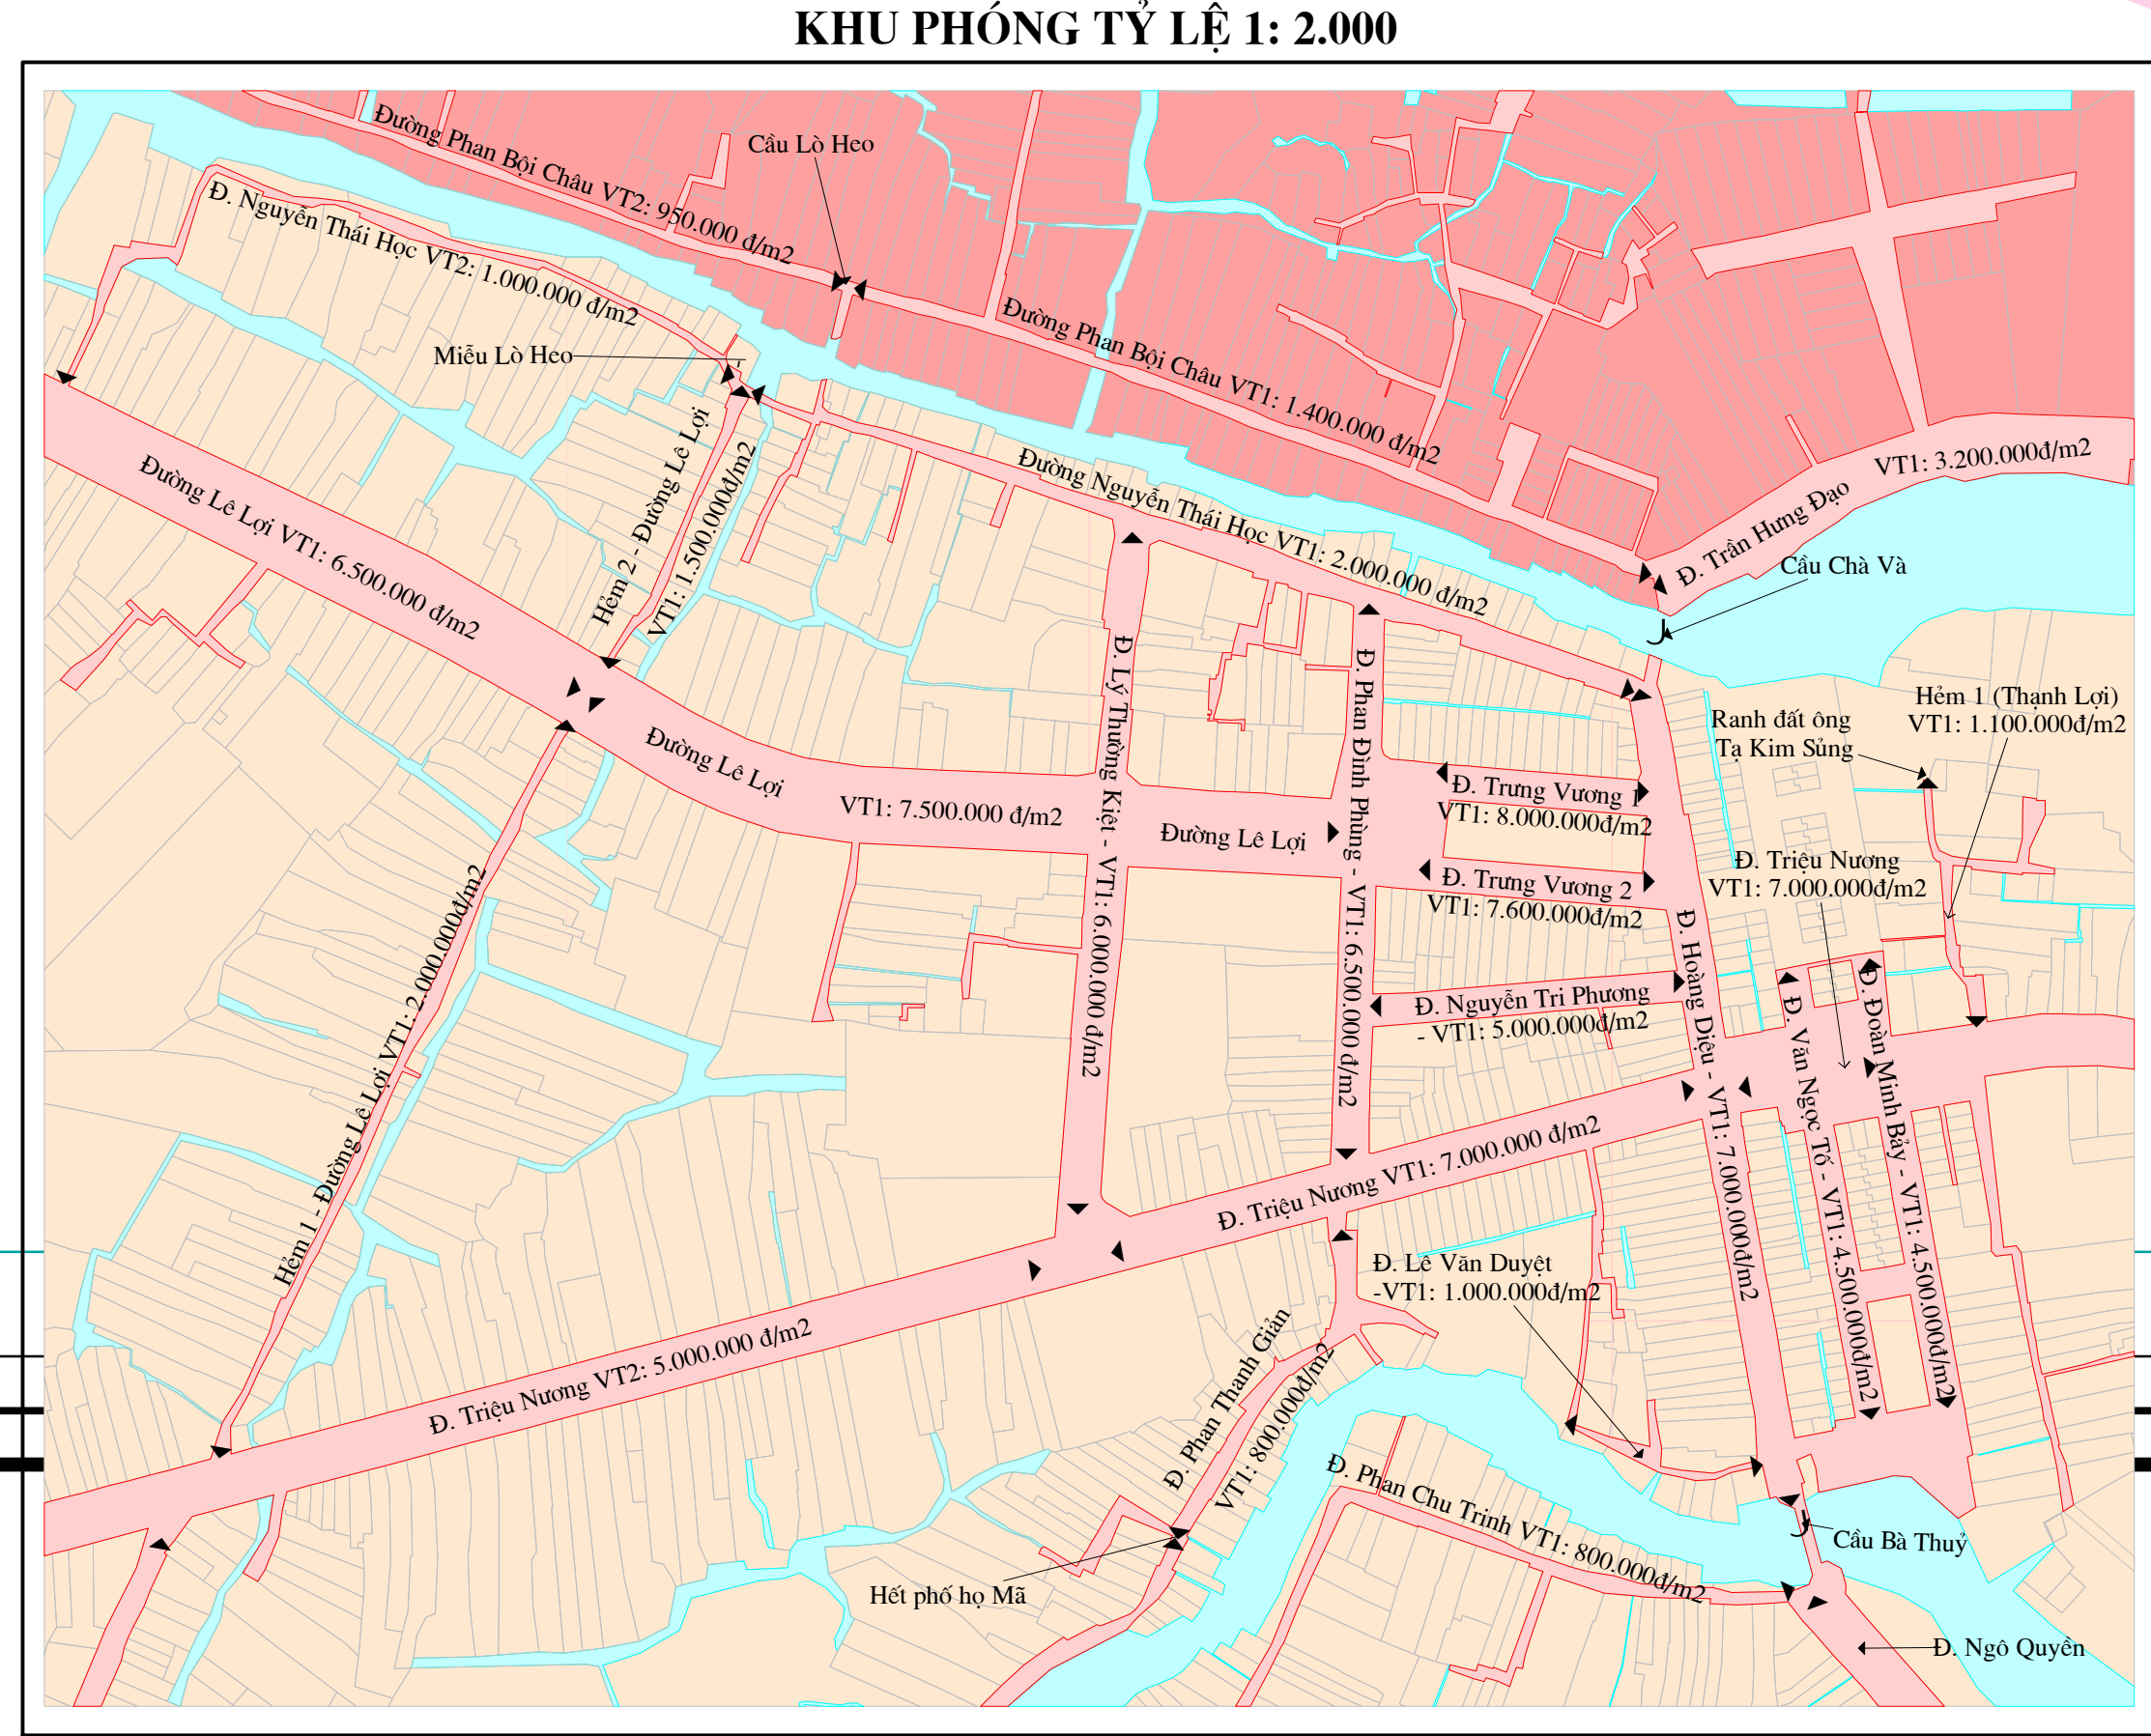 KHU PHÓNG TỶ LỆ 1: 2.000
Đường Phan Bội Châu VT2: 950.000 đ/m2
Cầu Lò Heo
Đ. Nguyễn Thái Học VT2: 1.000.000 đ/m2
Miễu Lò Heo
Đường Phan Bội Châu VT1: 1.400.000 đ/m2
VT1: 3.200.000đ/m2
Đ. Trần Hưng Đạo
Cầu Chà Và
Đường Nguyễn Thái Học VT1: 2.000.000 đ/m2
Đường Lê Lợi VT1: 6.500.000 đ/m2
Hẻm 2 - Đường Lê Lợi
VT1: 1.500.000đ/m2
Đường Lê Lợi
VT1: 7.500.000 đ/m2
Đường Lê Lợi
Đ. Lý Thường Kiệt - VT1: 6.000.000 đ/m2
Đ. Phan Đình Phùng - VT1: 6.500.000 đ/m2
Đ. Trưng Vương 1
VT1: 8.000.000đ/m2
Đ. Trưng Vương 2
VT1: 7.600.000đ/m2
Ranh đất ông
Tạ Kim Sủng
Hẻm 1 (Thạnh Lợi)
VT1: 1.100.000đ/m2
Đ. Triệu Nương
VT1: 7.000.000đ/m2
Đ. Nguyễn Tri Phương
- VT1: 5.000.000đ/m2
Đ. Hoàng Diệu - VT1: 7.000.000đ/m2
Đ. Văn Ngọc Tố - VT1: 4.500.000đ/m2
Đ. Đoàn Minh Bảy - VT1: 4.500.000đ/m2
Hẻm 1 - Đường Lê Lợi VT1: 2.000.000đ/m2
Đ. Triệu Nương VT1: 7.000.000 đ/m2
Đ. Triệu Nương VT2: 5.000.000 đ/m2
Đ. Lê Văn Duyệt
-VT1: 1.000.000đ/m2
Đ. Phan Thanh Giản
VT1: 800.000đ/m2
Đ. Phan Chu Trinh VT1: 800.000đ/m2
Cầu Bà Thuỷ
Hết phố họ Mã
Đ. Ngô Quyền